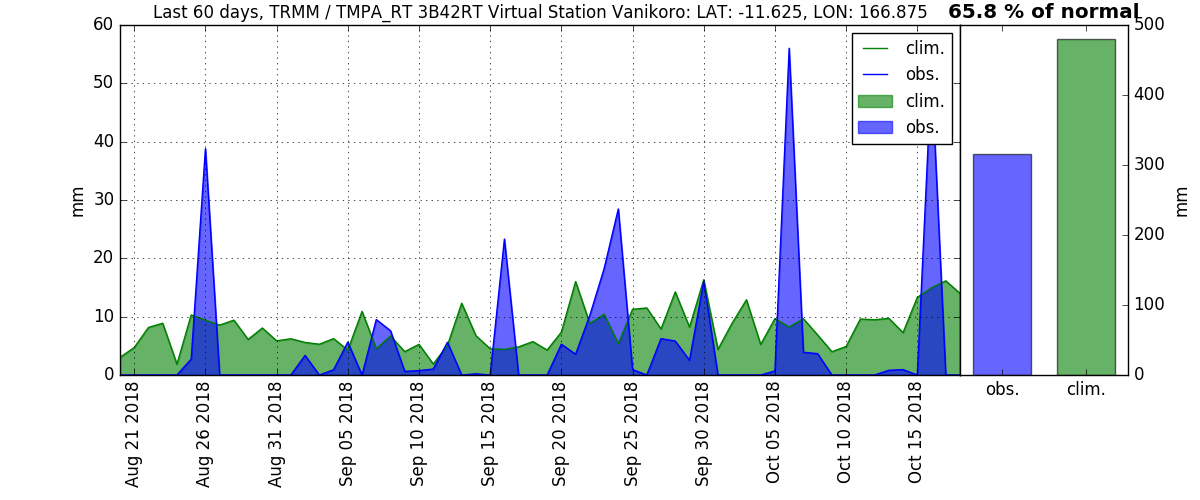 Last 60 days, TRMM / TMPA_RT 3B42RT Virtual Station Vanikoro: LAT: -11.625, LON: 166.875
65.8 % of normal
60
50
40
30
20
10
0
mm
clim.
obs.
clim.
obs.
Aug 21 2018
Aug 26 2018
Aug 31 2018
Sep 05 2018
Sep 10 2018
Sep 15 2018
Sep 20 2018
Sep 25 2018
Sep 30 2018
Oct 05 2018
Oct 10 2018
Oct 15 2018
500
400
300
200
100
0
mm
obs.
clim.